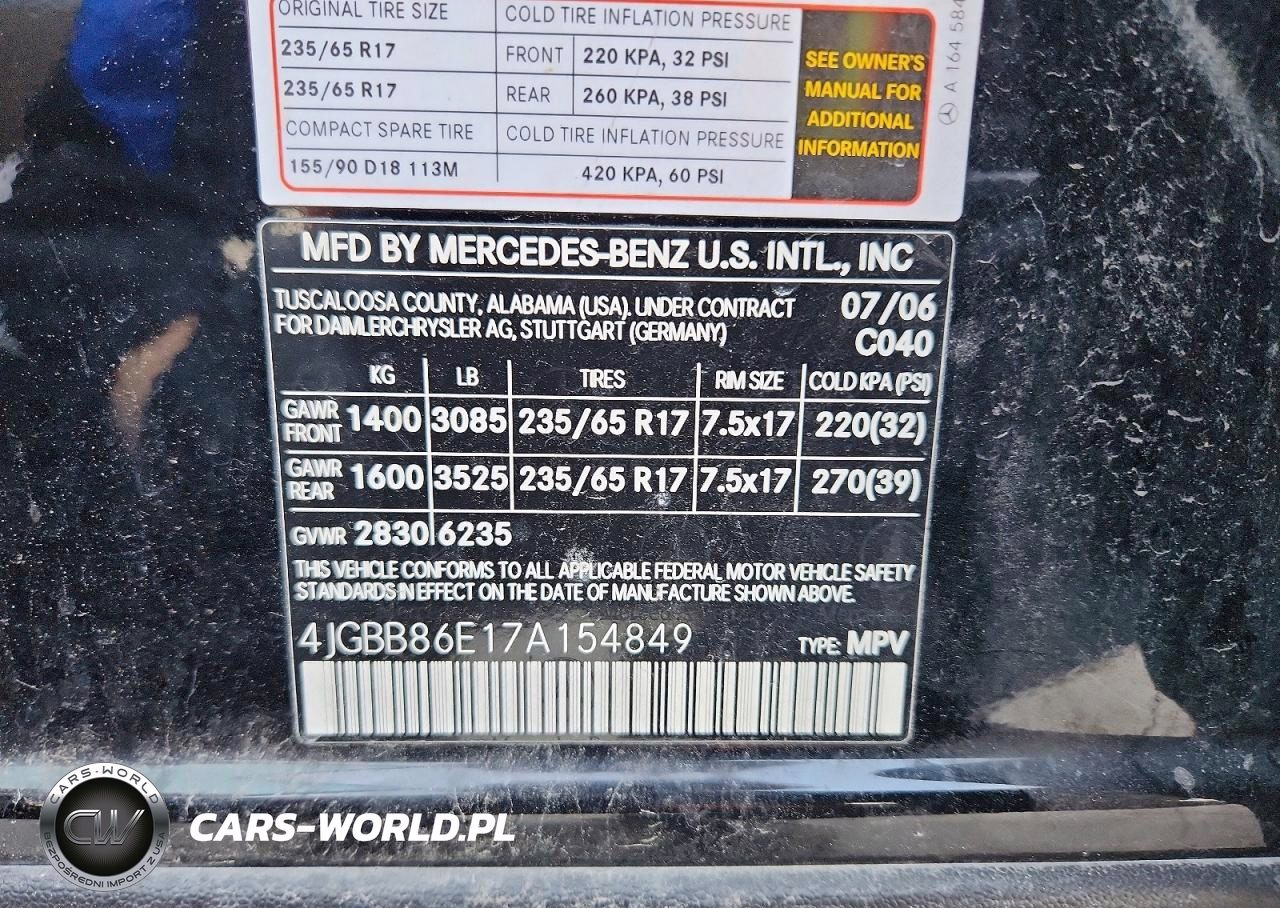 ORIGINAL TIRE SIZE COLD TIRE INFLATION PRESSURE
235/65 R17 FRONT 220 KPA, 32 PSI
235/65 R17 REAR 260 KPA, 38 PSI
COMPACT SPARE TIRE COLD TIRE INFLATION PRESSURE
155/90 D18 113M 420 KPA, 60 PSI
SEE OWNER'S
MANUAL FOR
ADDITIONAL
INFORMATION
A 164 584
MFD BY MERCEDES-BENZ U.S. INTL., INC
TUSCALOOSA COUNTY, ALABAMA (USA). UNDER CONTRACT 07/06
FOR DAIMLERCHRYSLER AG, STUTTGART (GERMANY) C040
KG LB TIRES RIM SIZE COLD KPA (PSI)
GAWR FRONT 1400 3085 235/65 R17 7.5x17 220(32)
GAWR REAR 1600 3525 235/65 R17 7.5x17 270(39)
GVWR 2830 6235
THIS VEHICLE CONFORMS TO ALL APPLICABLE FEDERAL MOTOR VEHICLE SAFETY
STANDARDS IN EFFECT ON THE DATE OF MANUFACTURE SHOWN ABOVE.
4JGBB86E17A154849 TYPE: MPV
CARS-WORLD
CW
BEZPOŚREDNI IMPORT Z USA
CARS-WORLD.PL